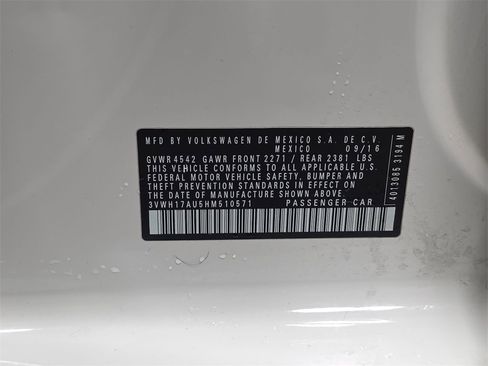 MFD BY VOLKSWAGEN DE MEXICO S.A. DE C.V.
MEXICO 09/16
GVWR 4542 GAWR FRONT 2271 / REAR 2381 LBS
THIS VEHICLE CONFORMS TO ALL APPLICABLE U.S.
FEDERAL MOTOR VEHICLE SAFETY, BUMPER AND
THEFT PREVENTION STANDARDS IN EFFECT ON
THE DATE OF MANUFACTURE SHOWN ABOVE.
3VWH17AU5HM510571 PASSENGER CAR
4013085 3194 M